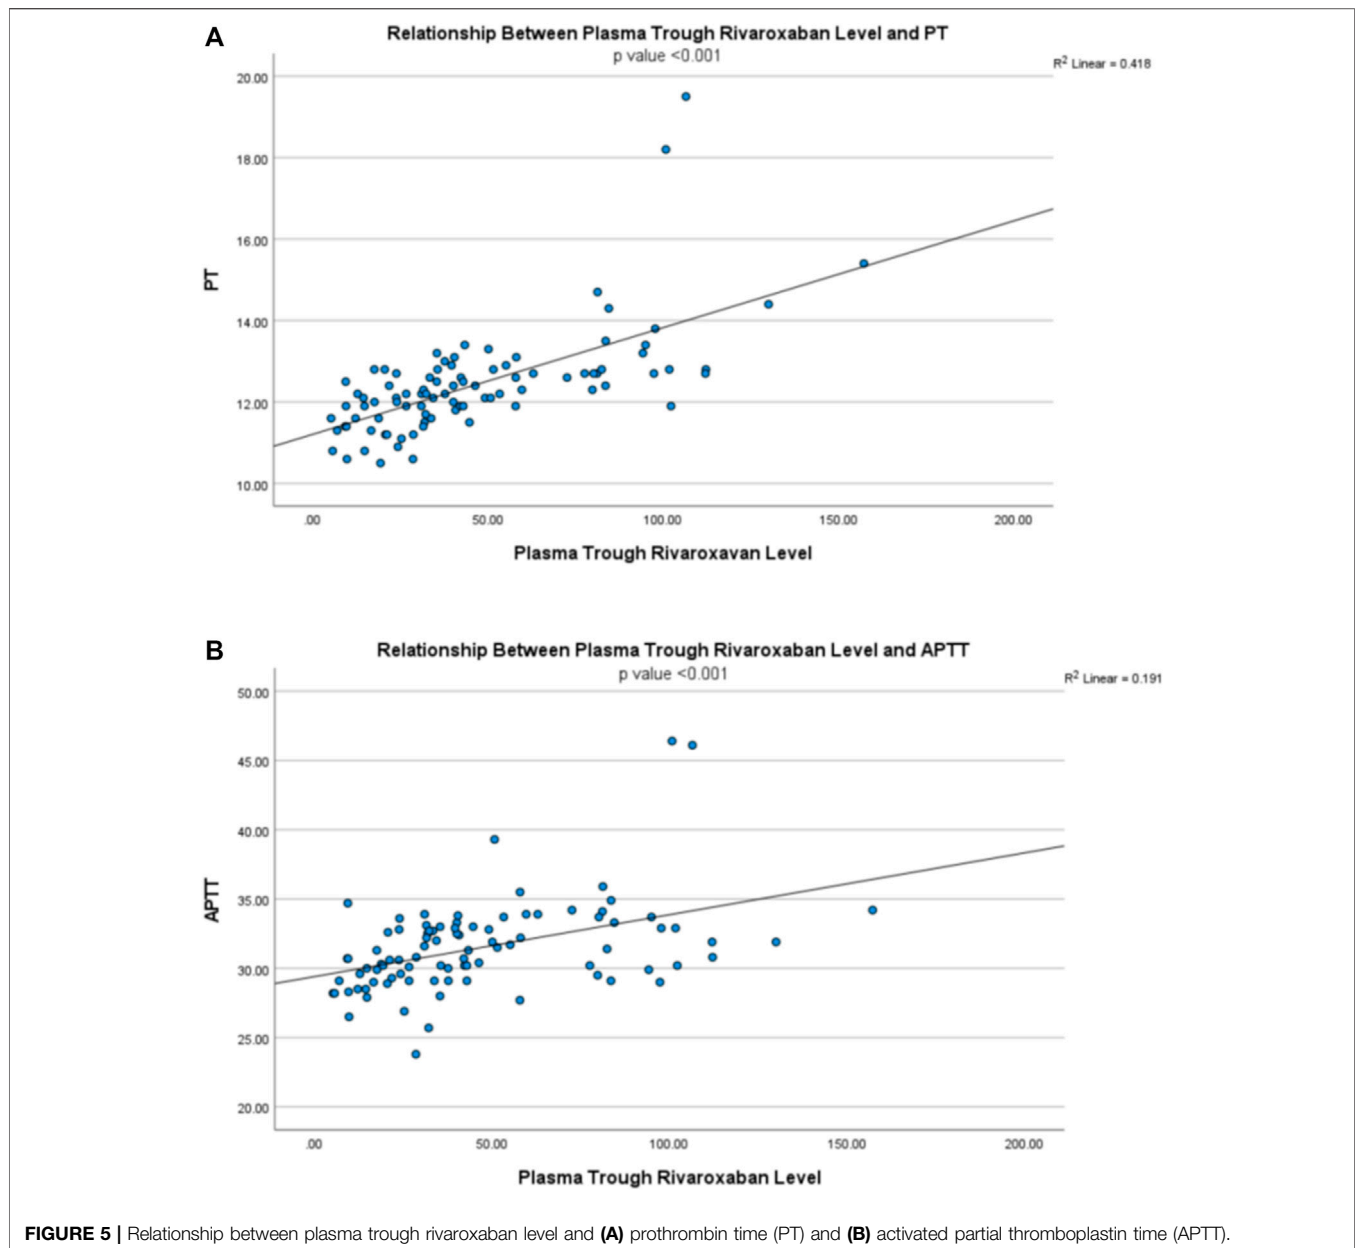 A
Relationship Between Plasma Trough Rivaroxaban Level and PT
p value <0.001
R2 Linear = 0.418
20.00
18.00
16.00
14.00
12.00
10.00
PT
.00 50.00 100.00 150.00 200.00
Plasma Trough Rivaroxavan Level
B
Relationship Between Plasma Trough Rivaroxaban Level and APTT
p value <0.001
R2 Linear = 0.191
50.00
45.00
40.00
35.00
30.00
25.00
20.00
APTT
.00 50.00 100.00 150.00 200.00
Plasma Trough Rivaroxaban Level
FIGURE 5 | Relationship between plasma trough rivaroxaban level and (A) prothrombin time (PT) and (B) activated partial thromboplastin time (APTT).